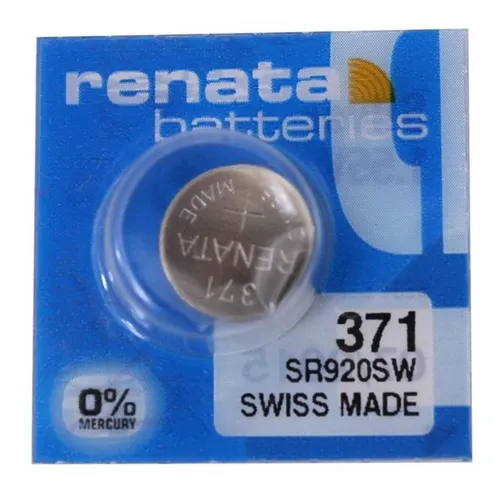 renata
batteries
MADE
RENATA
371
371
SR920SW
SWISS MADE
0%
MERCURY